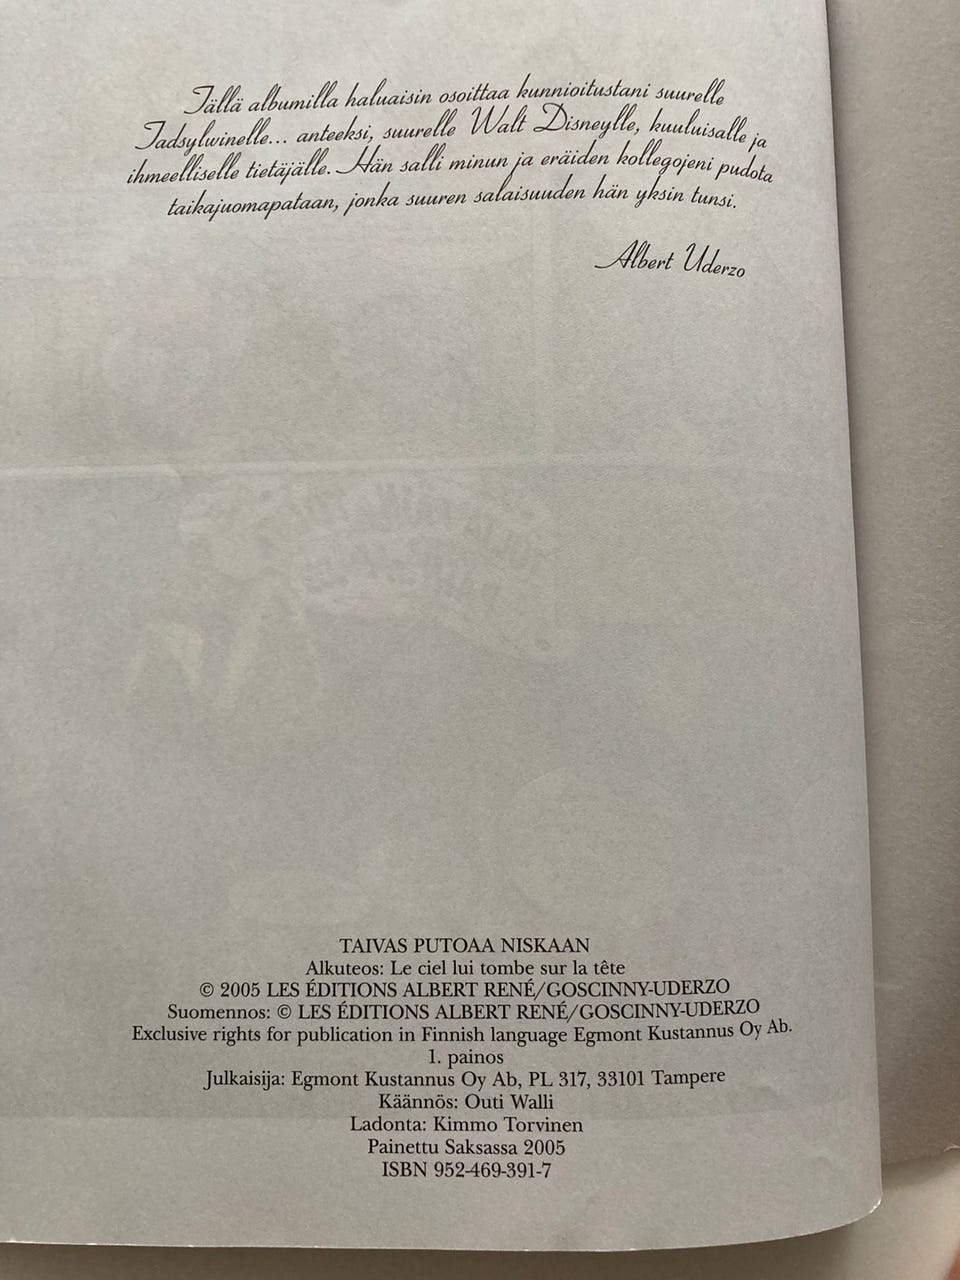 Tällä albumilla haluaisin osoittaa kunnioitustani suurelle
Tadsylwinelle... anteeksi, suurelle Walt Disneylle, kuuluisalle ja
ihmeelliselle tietäjälle. Hän salli minun ja eräiden kollegojeni pudota
taikajuomapataan, jonka suuren salaisuuden hän yksin tunsi.
Albert Uderzo
TAIVAS PUTOAA NISKAAN
Alkuteos: Le ciel lui tombe sur la tête
© 2005 LES ÉDITIONS ALBERT RENÉ/GOSCINNY-UDERZO
Suomennos: © LES ÉDITIONS ALBERT RENÉ/GOSCINNY-UDERZO
Exclusive rights for publication in Finnish language Egmont Kustannus Oy Ab.
1. painos
Julkaisija: Egmont Kustannus Oy Ab, PL 317, 33101 Tampere
Käännös: Outi Walli
Ladonta: Kimmo Torvinen
Painettu Saksassa 2005
ISBN 952-469-391-7